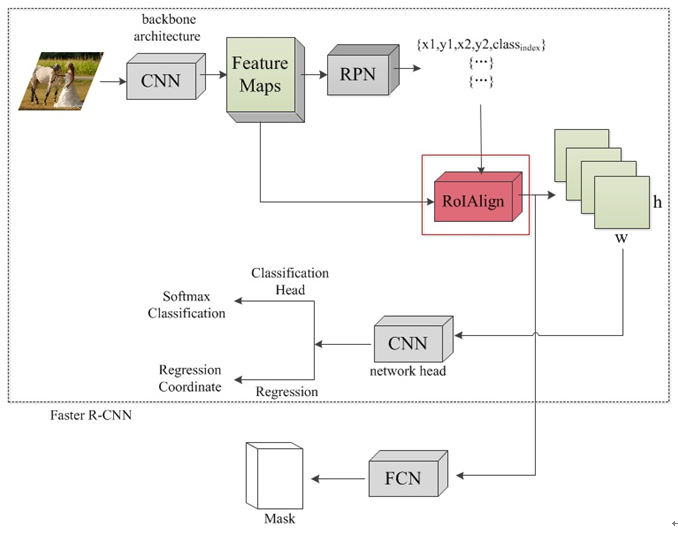 backbone
architecture
CNN
Feature
Maps
RPN
{x1,y1,x2,y2,classindex}
{···}
{···}
RoIAlign
h
w
Classification
Head
Softmax
Classification
CNN
network head
Regression
Coordinate
Regression
Faster R-CNN
FCN
Mask